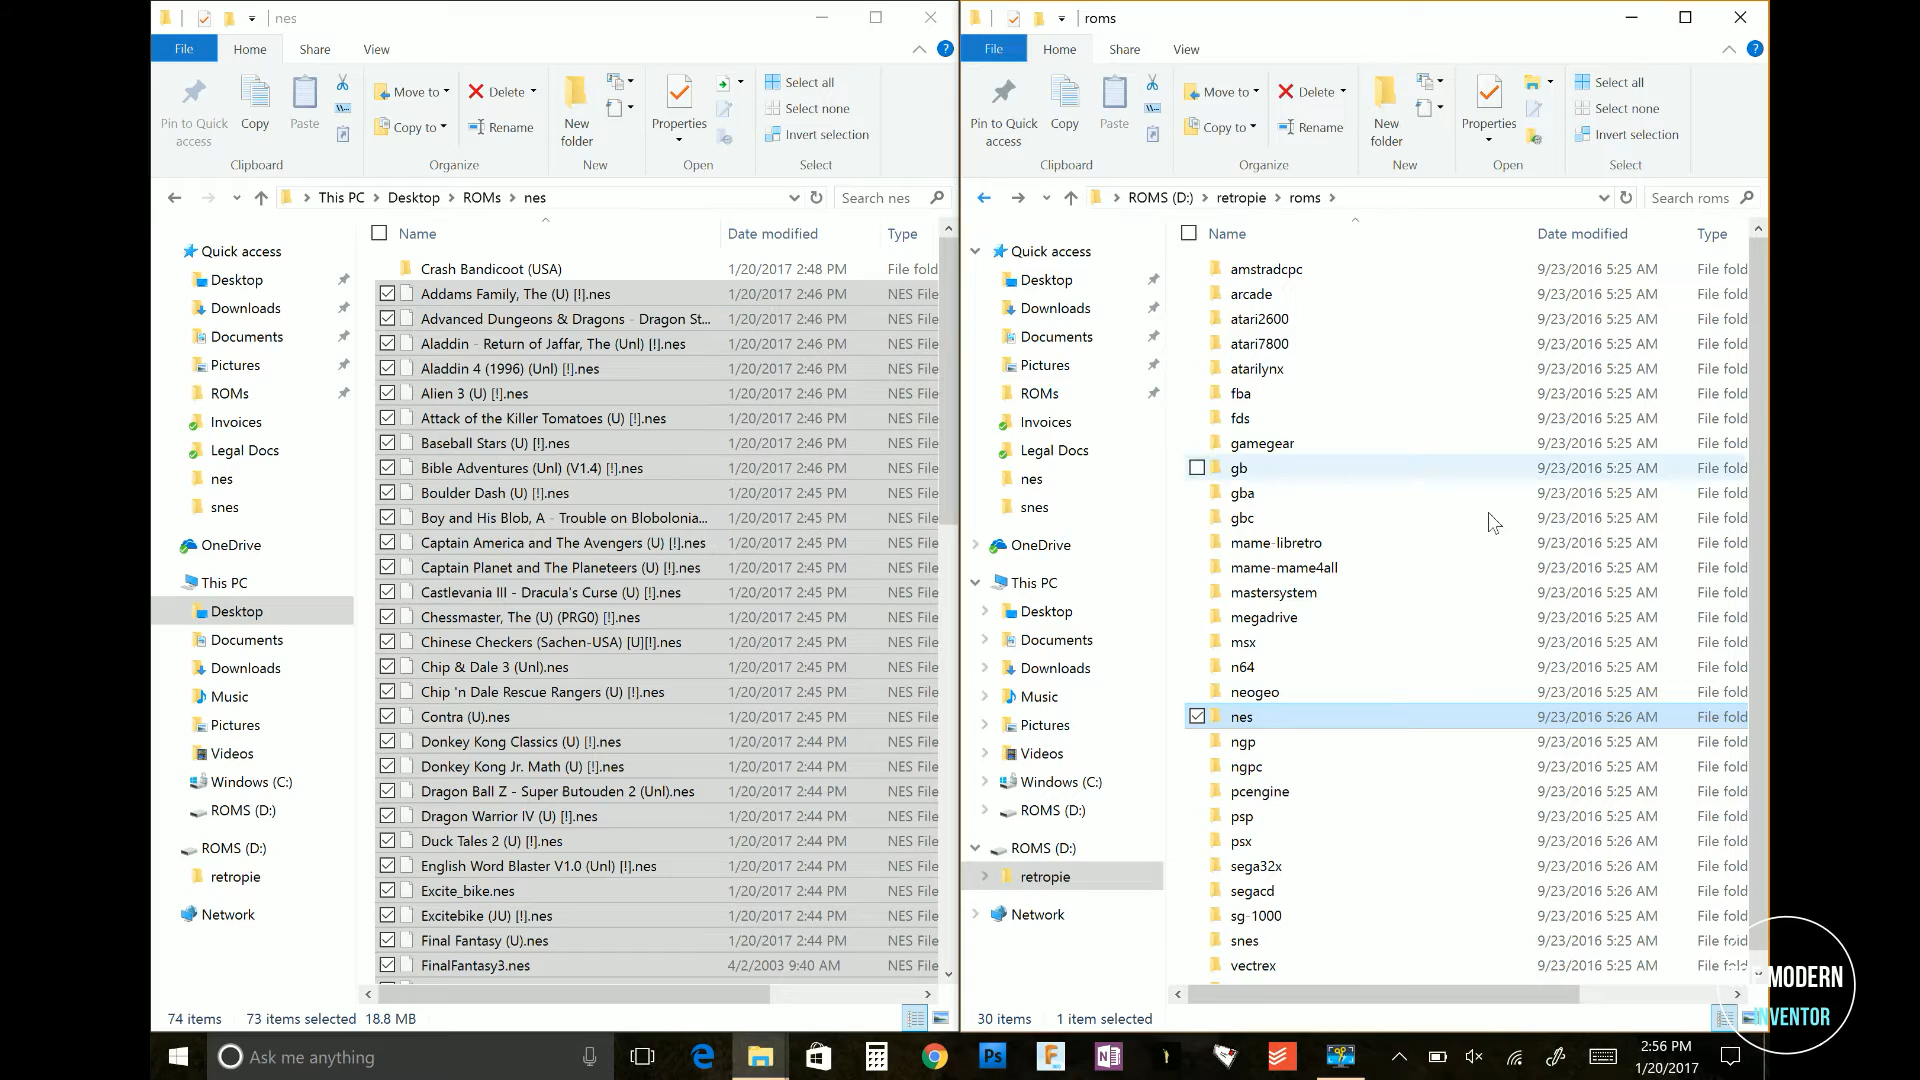 nes
File Home Share View
Pin to Quick access
Copy
Paste
Move to
Copy to
Delete
Rename
New folder
Properties
Select all
Select none
Invert selection
Clipboard Organize New Open Select
This PC Desktop ROMs nes Search nes
Quick access
Desktop
Downloads
Documents
Pictures
ROMs
Invoices
Legal Docs
nes
snes
OneDrive
This PC
Desktop
Documents
Downloads
Music
Pictures
Videos
Windows (C:)
ROMS (D:)
ROMS (D:)
retropie
Network
Name Date modified Type
Crash Bandicoot (USA) 1/20/2017 2:48 PM File fold
Addams Family, The (U) [!].nes 1/20/2017 2:46 PM NES File
Advanced Dungeons & Dragons - Dragon St... 1/20/2017 2:46 PM NES File
Aladdin - Return of Jaffar, The (Unl) [!].nes 1/20/2017 2:46 PM NES File
Aladdin 4 (1996) (Unl) [!].nes 1/20/2017 2:46 PM NES File
Alien 3 (U) [!].nes 1/20/2017 2:46 PM NES File
Attack of the Killer Tomatoes (U) [!].nes 1/20/2017 2:46 PM NES File
Baseball Stars (U) [!].nes 1/20/2017 2:46 PM NES File
Bible Adventures (Unl) (V1.4) [!].nes 1/20/2017 2:46 PM NES File
Boulder Dash (U) [!].nes 1/20/2017 2:45 PM NES File
Boy and His Blob, A - Trouble on Blobolonia... 1/20/2017 2:45 PM NES File
Captain America and The Avengers (U) [!].nes 1/20/2017 2:45 PM NES File
Captain Planet and The Planeteers (U) [!].nes 1/20/2017 2:45 PM NES File
Castlevania III - Dracula's Curse (U) [!].nes 1/20/2017 2:45 PM NES File
Chessmaster, The (U) (PRG0) [!].nes 1/20/2017 2:45 PM NES File
Chinese Checkers (Sachen-USA) [U][!].nes 1/20/2017 2:45 PM NES File
Chip & Dale 3 (Unl).nes 1/20/2017 2:45 PM NES File
Chip 'n Dale Rescue Rangers (U) [!].nes 1/20/2017 2:45 PM NES File
Contra (U).nes 1/20/2017 2:45 PM NES File
Donkey Kong Classics (U) [!].nes 1/20/2017 2:44 PM NES File
Donkey Kong Jr. Math (U) [!].nes 1/20/2017 2:44 PM NES File
Dragon Ball Z - Super Butouden 2 (Unl).nes 1/20/2017 2:44 PM NES File
Dragon Warrior IV (U) [!].nes 1/20/2017 2:44 PM NES File
Duck Tales 2 (U) [!].nes 1/20/2017 2:44 PM NES File
English Word Blaster V1.0 (Unl) [!].nes 1/20/2017 2:44 PM NES File
Excite_bike.nes 1/20/2017 2:44 PM NES File
Excitebike (JU) [!].nes 1/20/2017 2:44 PM NES File
Final Fantasy (U).nes 1/20/2017 2:44 PM NES File
FinalFantasy3.nes 4/2/2003 9:40 AM NES File
74 items 73 items selected 18.8 MB
roms
File Home Share View
Pin to Quick access
Copy
Paste
Move to
Copy to
Delete
Rename
New folder
Properties
Select all
Select none
Invert selection
Clipboard Organize New Open Select
ROMS (D:) retropie roms Search roms
Quick access
Desktop
Downloads
Documents
Pictures
ROMs
Invoices
Legal Docs
nes
snes
OneDrive
This PC
Desktop
Documents
Downloads
Music
Pictures
Videos
Windows (C:)
ROMS (D:)
ROMS (D:)
retropie
Network
Name Date modified Type
amstradcpc 9/23/2016 5:25 AM File fold
arcade 9/23/2016 5:25 AM File fold
atari2600 9/23/2016 5:25 AM File fold
atari7800 9/23/2016 5:25 AM File fold
atarilynx 9/23/2016 5:25 AM File fold
fba 9/23/2016 5:25 AM File fold
fds 9/23/2016 5:25 AM File fold
gamegear 9/23/2016 5:25 AM File fold
gb 9/23/2016 5:25 AM File fold
gba 9/23/2016 5:25 AM File fold
gbc 9/23/2016 5:25 AM File fold
mame-libretro 9/23/2016 5:25 AM File fold
mame-mame4all 9/23/2016 5:25 AM File fold
mastersystem 9/23/2016 5:25 AM File fold
megadrive 9/23/2016 5:25 AM File fold
msx 9/23/2016 5:25 AM File fold
n64 9/23/2016 5:25 AM File fold
neogeo 9/23/2016 5:25 AM File fold
nes 9/23/2016 5:26 AM File fold
ngp 9/23/2016 5:25 AM File fold
ngpc 9/23/2016 5:25 AM File fold
pcengine 9/23/2016 5:25 AM File fold
psp 9/23/2016 5:25 AM File fold
psx 9/23/2016 5:26 AM File fold
sega32x 9/23/2016 5:26 AM File fold
segacd 9/23/2016 5:26 AM File fold
sg-1000 9/23/2016 5:25 AM File fold
snes 9/23/2016 5:25 AM File fold
vectrex 9/23/2016 5:25 AM File fold
30 items 1 item selected
MODERN
INVENTOR
Ask me anything
Ps
2:56 PM
1/20/2017